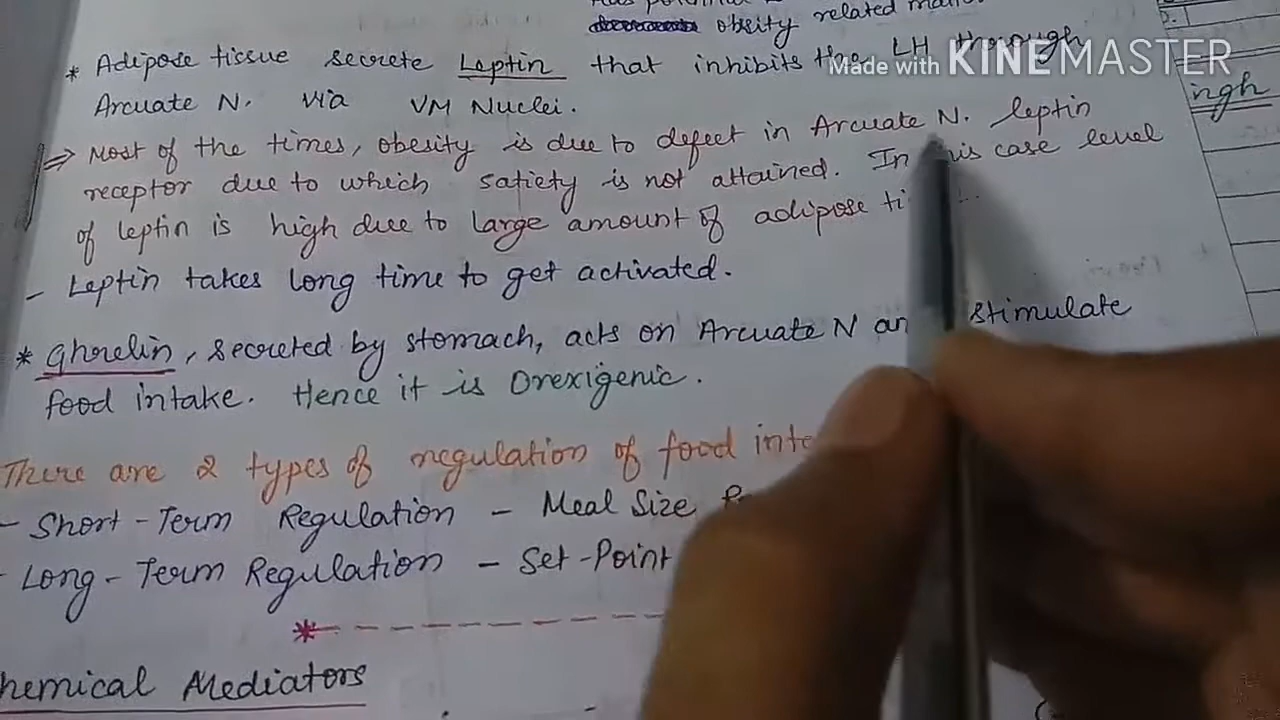 obesity related
* Adipose tissue secrete Leptin that inhibits the LH through
Made with KINEMASTER
Arcuate N. via VM Nuclei.
ingh
⇒ Most of the times, obesity is due to defect in Arcuate N. leptin
receptor due to which satiety is not attained. In this case level
of leptin is high due to large amount of adipose
- Leptin takes long time to get activated.
* Ghrelin, secreted by stomach, acts on Arcuate N an stimulate
food intake. Hence it is Orexigenic.
There are 2 types of regulation of food inta
- Short-Term Regulation - Meal Size
- Long-Term Regulation - Set-Point
hemical Mediators